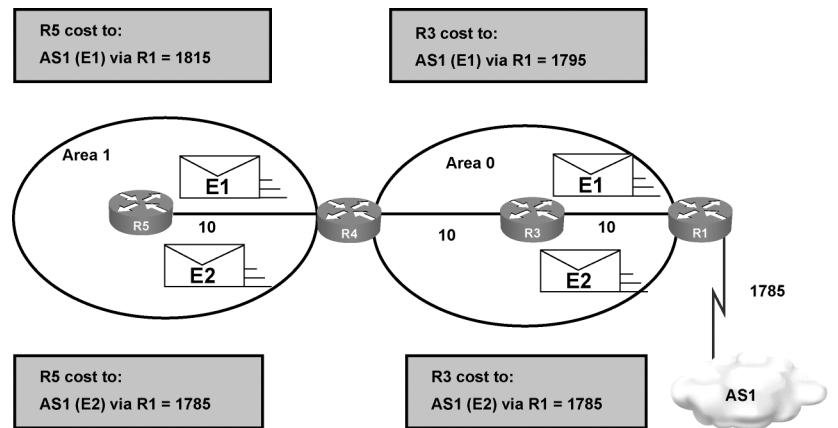 R5 cost to:
AS1 (E1) via R1 = 1815
R3 cost to:
AS1 (E1) via R1 = 1795
Area 1
Area 0
E1
E1
R5
10
R4
10
R3
10
R1
E2
E2
1785
R5 cost to:
AS1 (E2) via R1 = 1785
R3 cost to:
AS1 (E2) via R1 = 1785
AS1